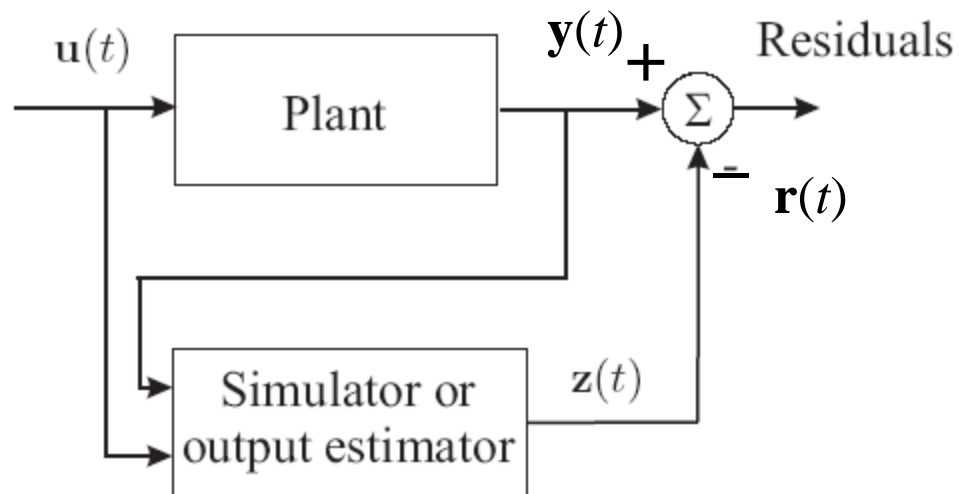 u(t)
y(t)
+
Residuals
Plant
Σ
−
r(t)
Simulator or
output estimator
z(t)